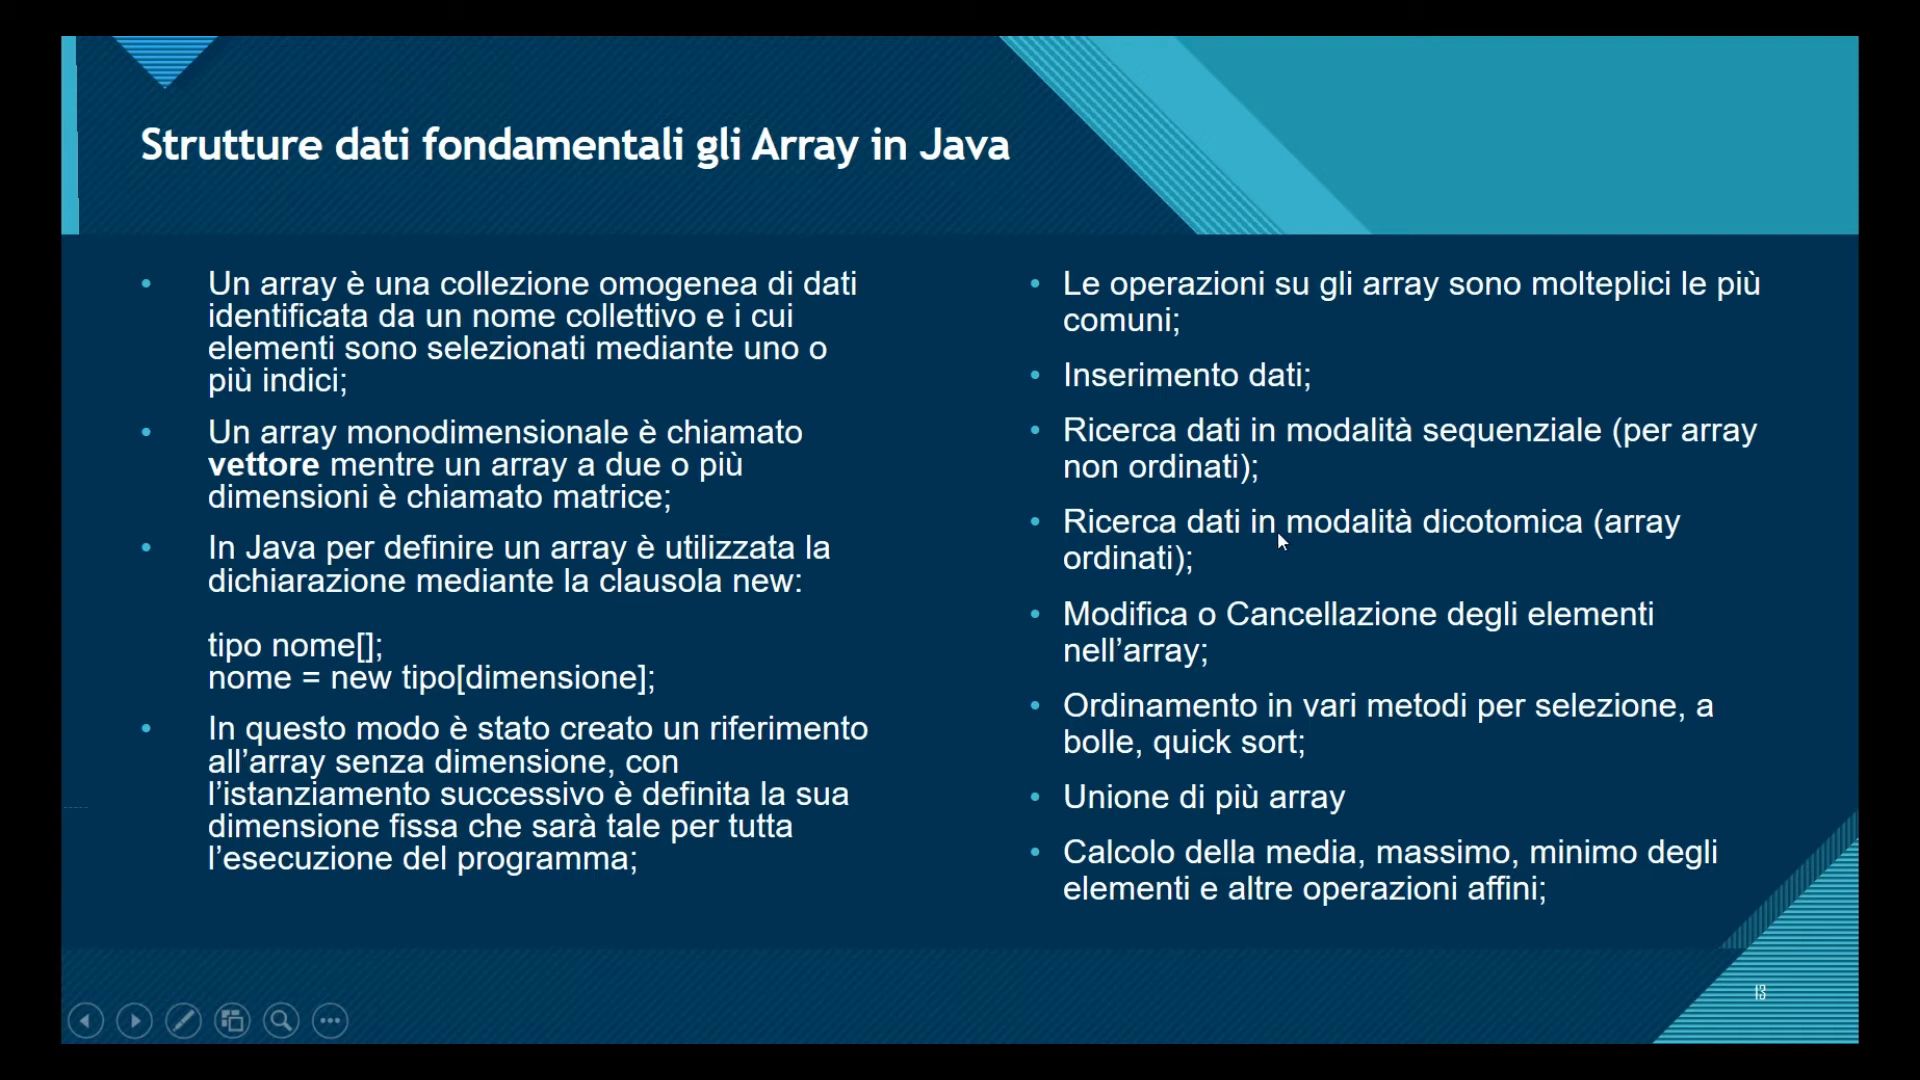 Strutture dati fondamentali gli Array in Java
• Un array è una collezione omogenea di dati
identificata da un nome collettivo e i cui
elementi sono selezionati mediante uno o
più indici;
• Un array monodimensionale è chiamato
vettore mentre un array a due o più
dimensioni è chiamato matrice;
• In Java per definire un array è utilizzata la
dichiarazione mediante la clausola new:
tipo nome[];
nome = new tipo[dimensione];
• In questo modo è stato creato un riferimento
all’array senza dimensione, con
l’istanziamento successivo è definita la sua
dimensione fissa che sarà tale per tutta
l’esecuzione del programma;
• Le operazioni su gli array sono molteplici le più
comuni;
• Inserimento dati;
• Ricerca dati in modalità sequenziale (per array
non ordinati);
• Ricerca dati in modalità dicotomica (array
ordinati);
• Modifica o Cancellazione degli elementi
nell’array;
• Ordinamento in vari metodi per selezione, a
bolle, quick sort;
• Unione di più array
• Calcolo della media, massimo, minimo degli
elementi e altre operazioni affini;
13